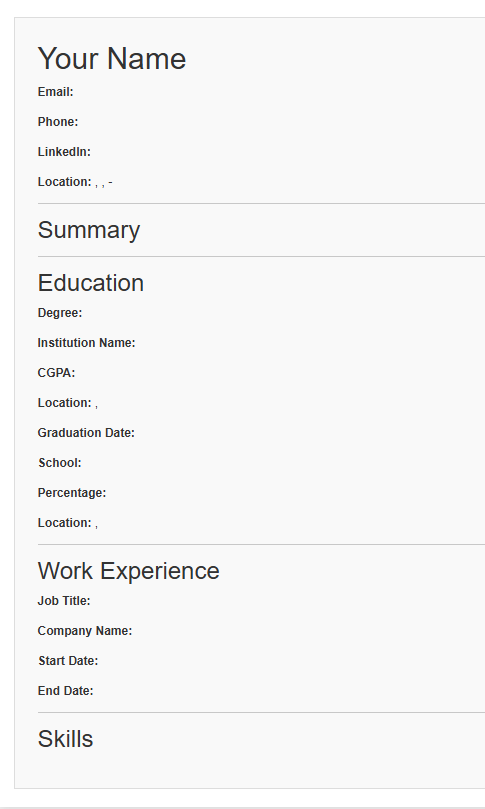 Your Name
Email:
Phone:
LinkedIn:
Location: , , -
Summary
Education
Degree:
Institution Name:
CGPA:
Location: ,
Graduation Date:
School:
Percentage:
Location: ,
Work Experience
Job Title:
Company Name:
Start Date:
End Date:
Skills